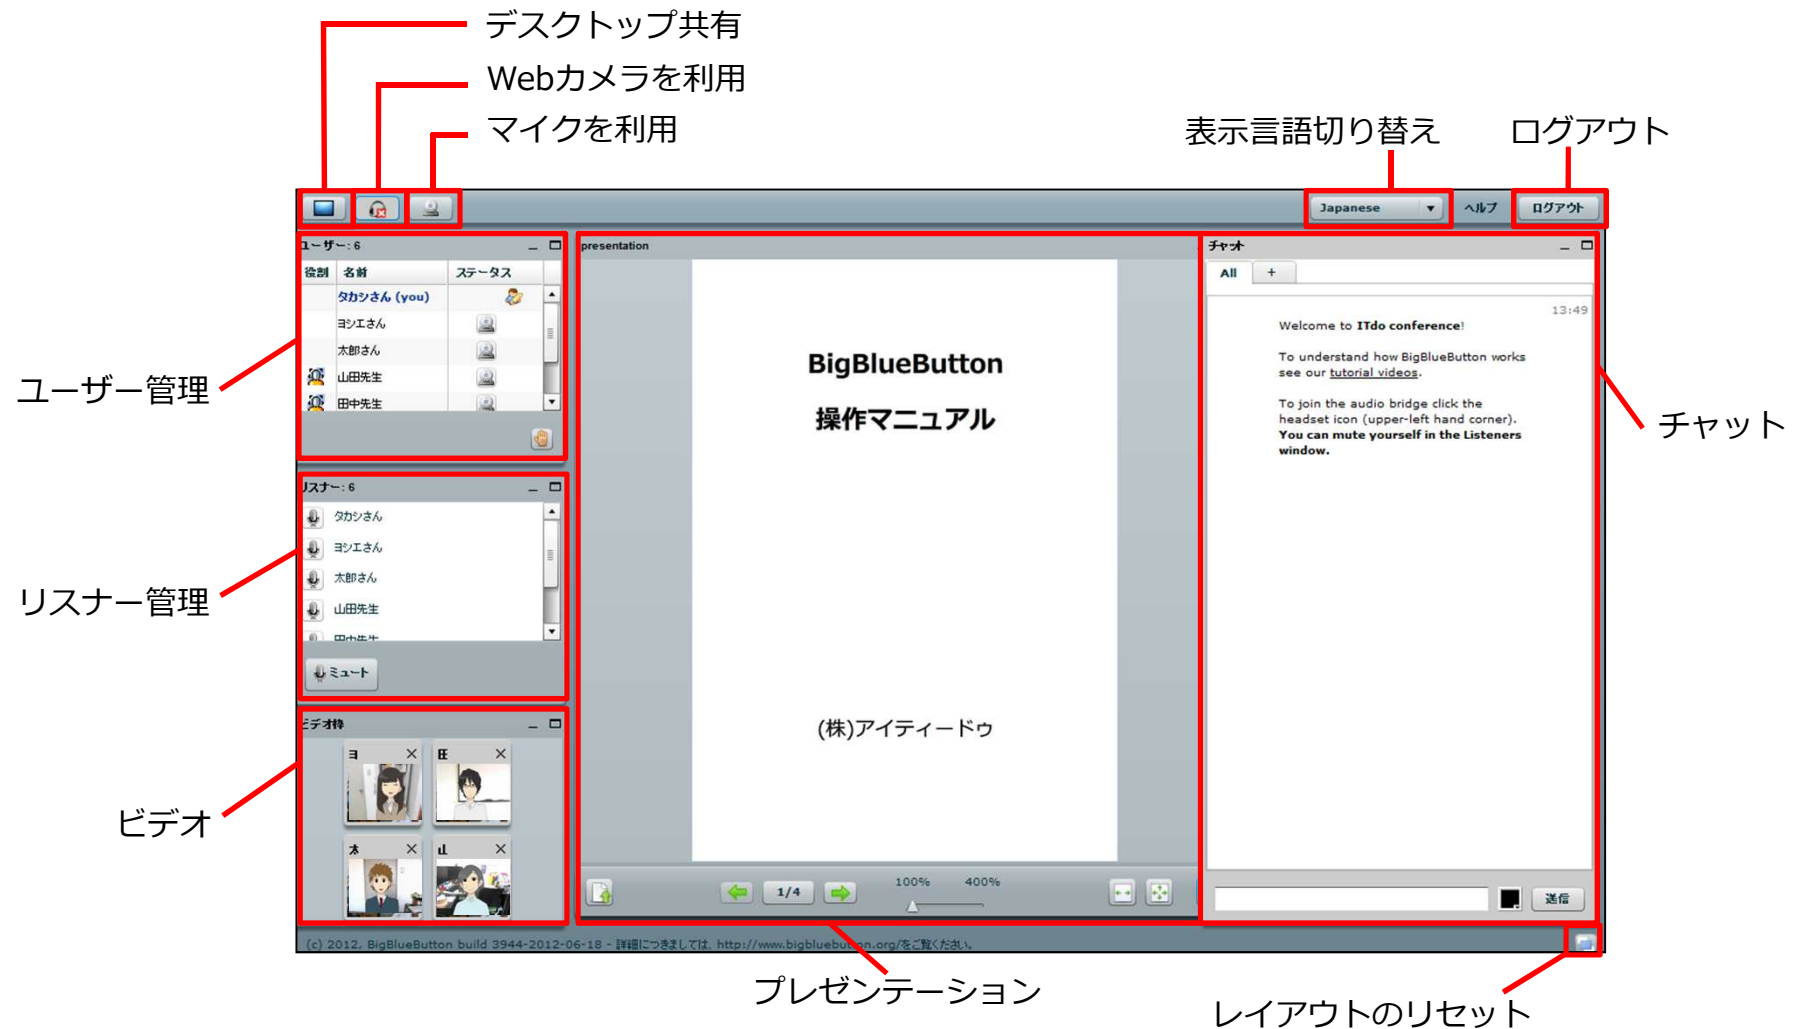 デスクトップ共有
Webカメラを利用
マイクを利用
表示言語切り替え
ログアウト
Japanese
ヘルプ
ログアウト
ユーザー: 6
役割 名前 ステータス
タカシさん (you)
ヨシエさん
太郎さん
山田先生
田中先生
ユーザー管理
リスナー: 6
タカシさん
ヨシエさん
太郎さん
山田先生
田中先生
ミュート
リスナー管理
ビデオ枠
ヨ
太
山
ビデオ
presentation
BigBlueButton
操作マニュアル
(株)アイティードゥ
1/4
100% 400%
プレゼンテーション
チャット
All +
13:49
Welcome to ITdo conference!
To understand how BigBlueButton works
see our tutorial videos.
To join the audio bridge click the
headset icon (upper-left hand corner).
You can mute yourself in the Listeners
window.
送信
チャット
(c) 2012, BigBlueButton build 3944-2012-06-18 - 詳細につきましては、http://www.bigbluebutton.org/をご覧ください。
レイアウトのリセット